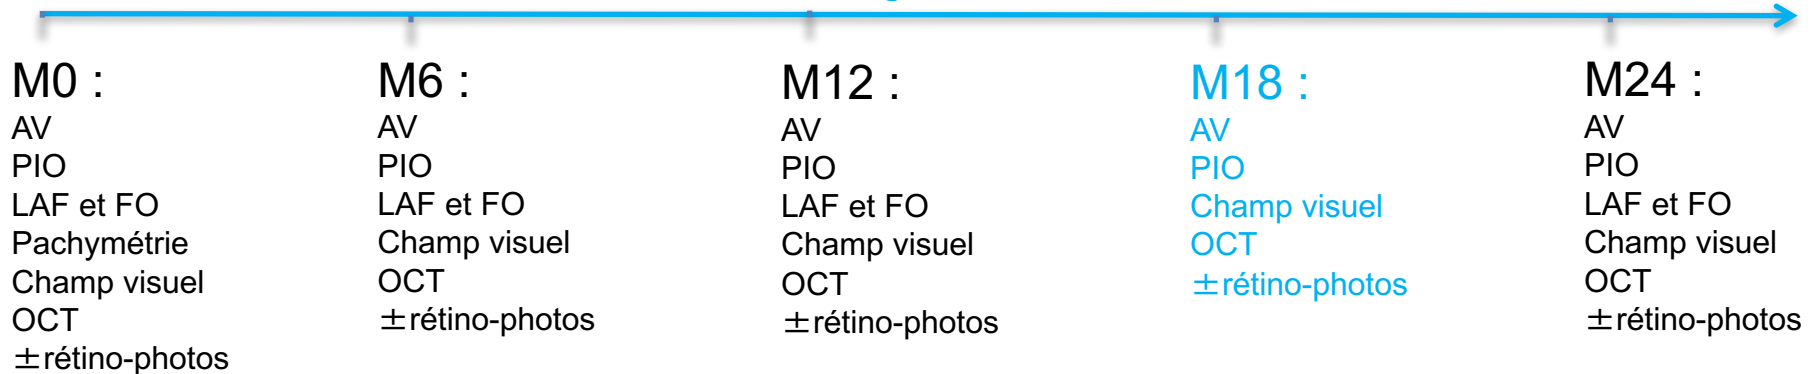 M0 :
AV
PIO
LAF et FO
Pachymétrie
Champ visuel
OCT
±rétino-photos
M6 :
AV
PIO
LAF et FO
Champ visuel
OCT
±rétino-photos
M12 :
AV
PIO
LAF et FO
Champ visuel
OCT
±rétino-photos
M18 :
AV
PIO
Champ visuel
OCT
±rétino-photos
M24 :
AV
PIO
LAF et FO
Champ visuel
OCT
±rétino-photos